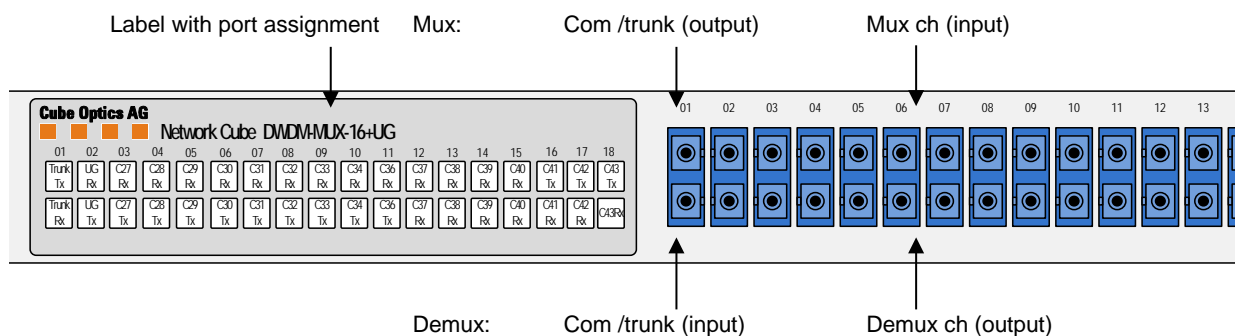 Label with port assignment Mux: Com /trunk (output) Mux ch (input)
Cube Optics AG
Network Cube DWDM-MUX-16+UG
01 02 03 04 05 06 07 08 09 10 11 12 13 14 15 16 17 18
Trunk UG C27 C28 C29 C30 C31 C32 C33 C34 C36 C37 C38 C39 C40 C41 C42 C43
Tx Rx Rx Rx Rx Rx Rx Rx Rx Rx Rx Rx Rx Rx Rx Tx Tx Tx
Trunk UG C27 C28 C29 C30 C31 C32 C33 C34 C36 C37 C38 C39 C40 C41 C42 C43Rx
Rx Tx Tx Tx Tx Tx Tx Tx Tx Tx Tx Rx Rx Rx Rx Rx Rx
01 02 03 04 05 06 07 08 09 10 11 12 13
Demux: Com /trunk (input) Demux ch (output)